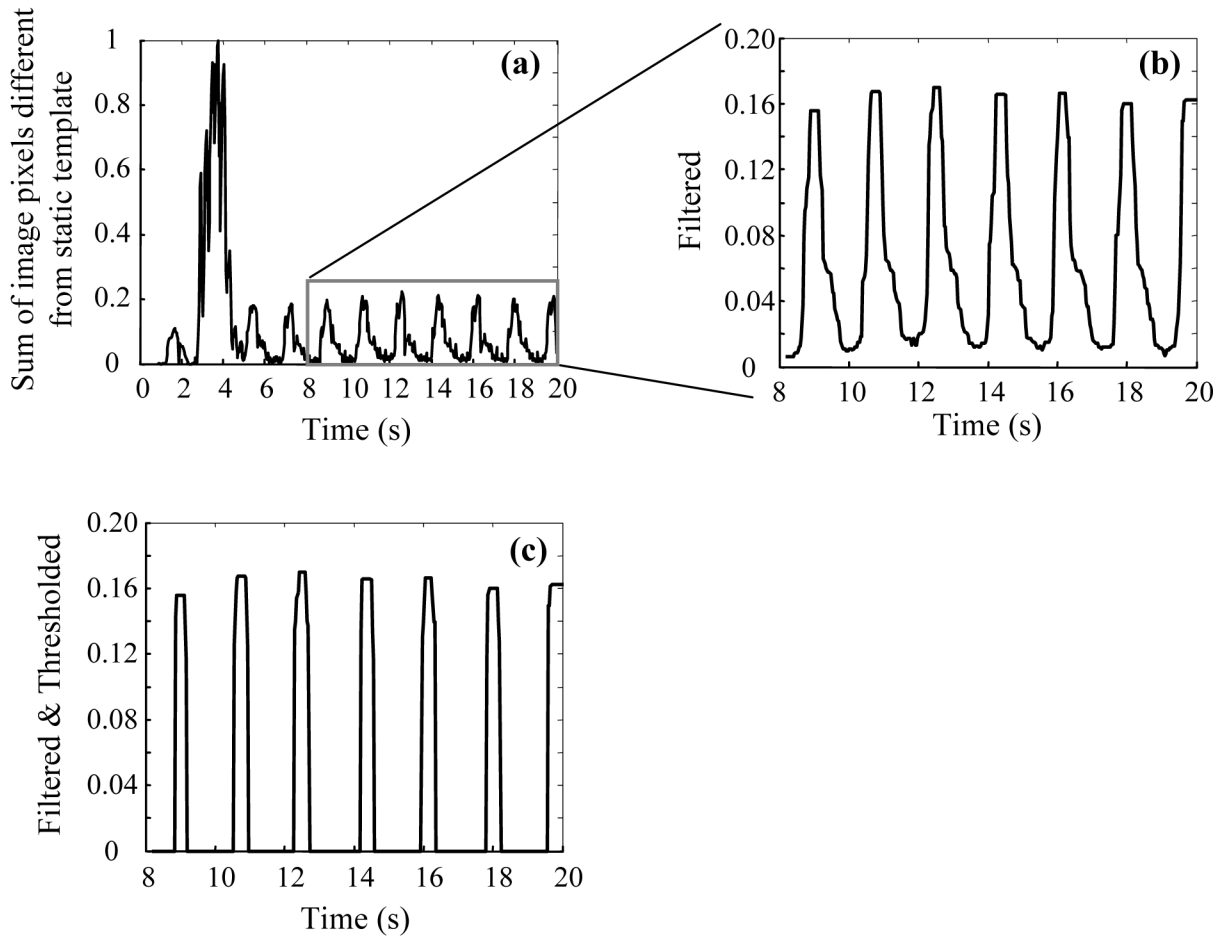 Sum of image pixels different
from static template
1
0.8
0.6
0.4
0.2
0
0 2 4 6 8 10 12 14 16 18 20
Time (s)
(a)
Filtered
0.20
0.16
0.12
0.08
0.04
0
8 10 12 14 16 18 20
Time (s)
(b)
Filtered & Thresholded
0.20
0.16
0.12
0.08
0.04
0
8 10 12 14 16 18 20
Time (s)
(c)